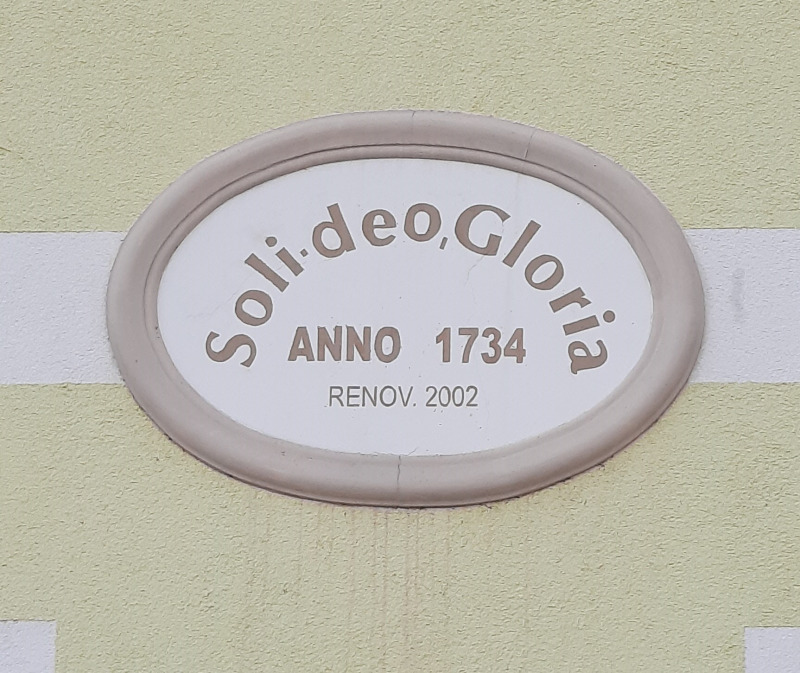 Soli·deo,Gloria
ANNO 1734
RENOV. 2002